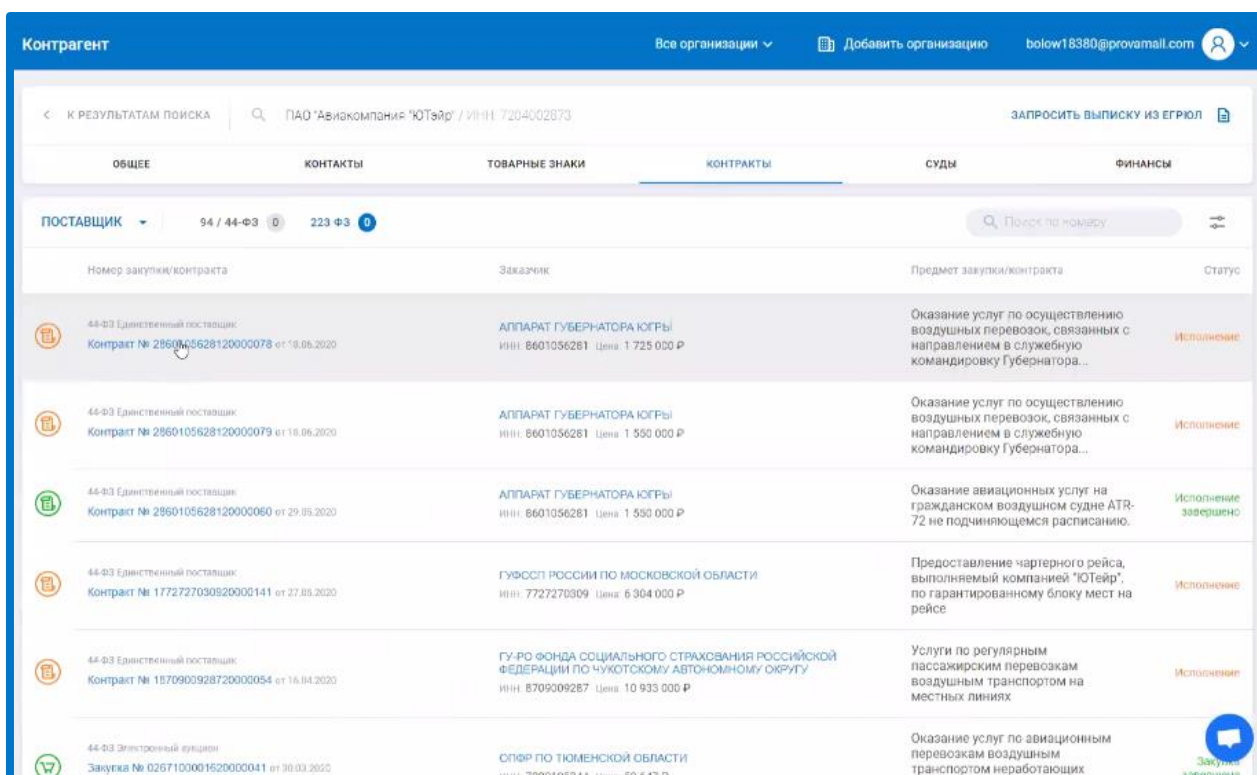 Контрагент
Все организации
Добавить организацию
bolow18380@provamail.com
К РЕЗУЛЬТАТАМ ПОИСКА
ПАО "Авиакомпания "ЮТэйр" / ИНН: 7204002873
ЗАПРОСИТЬ ВЫПИСКУ ИЗ ЕГРЮЛ
ОБЩЕЕ
КОНТАКТЫ
ТОВАРНЫЕ ЗНАКИ
КОНТРАКТЫ
СУДЫ
ФИНАНСЫ
ПОСТАВЩИК
94 / 44-ФЗ 0
223 ФЗ 0
Поиск по номеру
Номер закупки/контракта
Заказчик
Предмет закупки/контракта
Статус
44-ФЗ Единственный поставщик
Контракт № 2860105628120000078 от 18.06.2020
АППАРАТ ГУБЕРНАТОРА ЮГРЫ
ИНН: 8601056281 Цена: 1 725 000 ₽
Оказание услуг по осуществлению
воздушных перевозок, связанных с
направлением в служебную
командировку Губернатора...
Исполнение
44-ФЗ Единственный поставщик
Контракт № 2860105628120000079 от 18.06.2020
АППАРАТ ГУБЕРНАТОРА ЮГРЫ
ИНН: 8601056281 Цена: 1 550 000 ₽
Оказание услуг по осуществлению
воздушных перевозок, связанных с
направлением в служебную
командировку Губернатора...
Исполнение
44-ФЗ Единственный поставщик
Контракт № 2860105628120000060 от 29.05.2020
АППАРАТ ГУБЕРНАТОРА ЮГРЫ
ИНН: 8601056281 Цена: 1 550 000 ₽
Оказание авиационных услуг на
гражданском воздушном судне ATR-
72 не подчиняющемся расписанию.
Исполнение
завершено
44-ФЗ Единственный поставщик
Контракт № 1772727030920000141 от 27.05.2020
ГУФССП РОССИИ ПО МОСКОВСКОЙ ОБЛАСТИ
ИНН: 7727270309 Цена: 6 304 000 ₽
Предоставление чартерного рейса,
выполняемый компанией "ЮТейр",
по гарантированному блоку мест на
рейсе
Исполнение
44-ФЗ Единственный поставщик
Контракт № 1870900928720000054 от 16.04.2020
ГУ-РО ФОНДА СОЦИАЛЬНОГО СТРАХОВАНИЯ РОССИЙСКОЙ
ФЕДЕРАЦИИ ПО ЧУКОТСКОМУ АВТОНОМНОМУ ОКРУГУ
ИНН: 8709009287 Цена: 10 933 000 ₽
Услуги по регулярным
пассажирским перевозкам
воздушным транспортом на
местных линиях
Исполнение
44-ФЗ Электронный аукцион
Закупка № 0267100001620000041 от 30.03.2020
ОПФР ПО ТЮМЕНСКОЙ ОБЛАСТИ
Оказание услуг по авиационным
перевозкам воздушным
транспортом неработающих